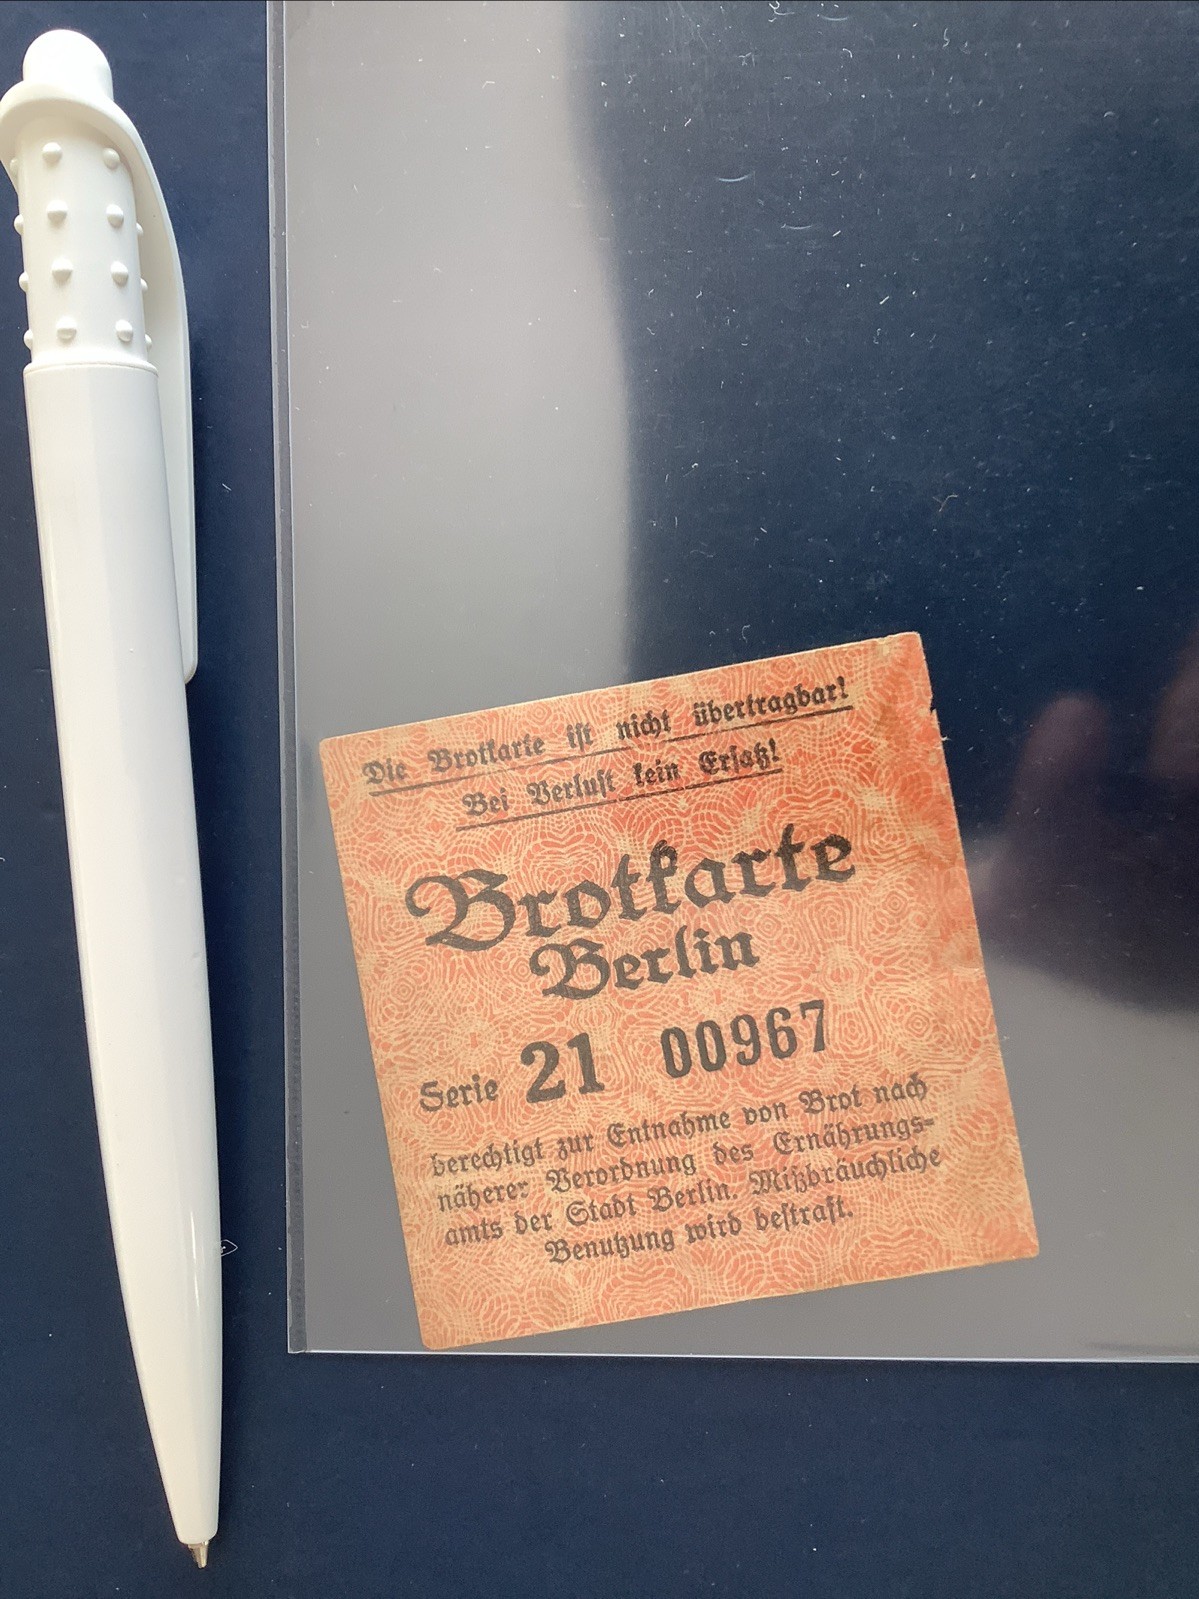 Die Brotkarte ist nicht übertragbar!
Bei Verlust kein Ersatz!
Brotkarte
Berlin
Serie 21 00967
berechtigt zur Entnahme von Brot nach
näherer Verordnung des Ernährungs-
amts der Stadt Berlin. Mißbräuchliche
Benutzung wird bestraft.